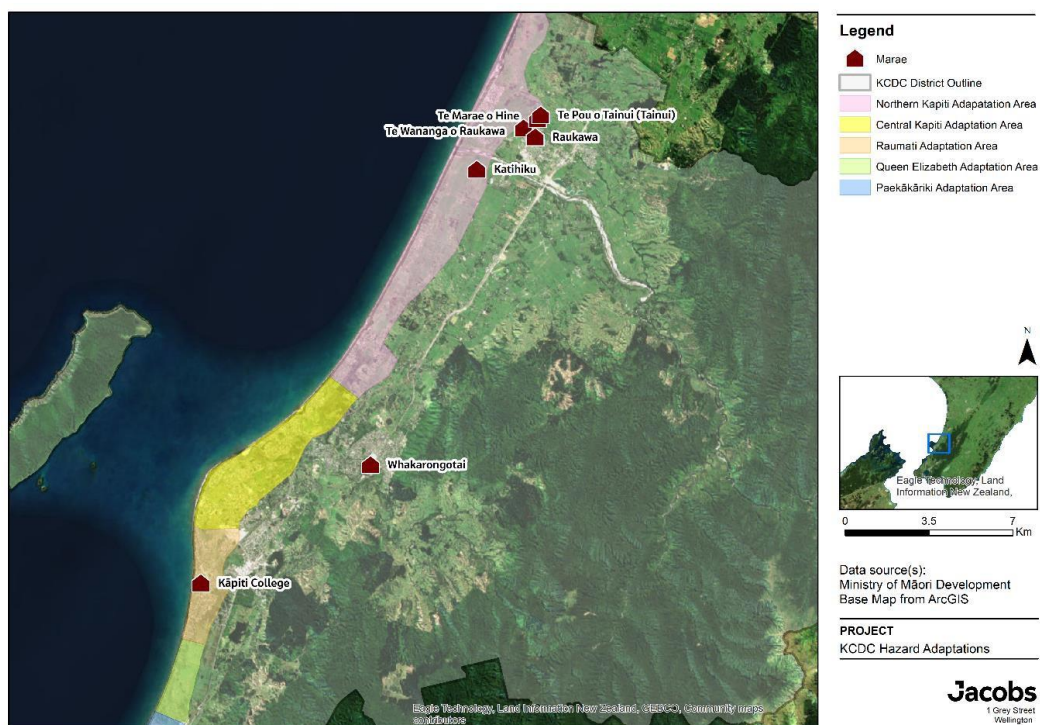 Te Marae o Hine
Te Pou o Tainui (Tainui)
Te Wananga o Raukawa
Raukawa
Katihiku
Whakarongotai
Kāpiti College
Eagle Technology, Land Information New Zealand, GEBCO, Community maps
contributors
Legend
Marae
KCDC District Outline
Northern Kapiti Adapatation Area
Central Kapiti Adaptation Area
Raumati Adaptation Area
Queen Elizabeth Adaptation Area
Paekākāriki Adaptation Area
N
Eagle Technology, Land
Information New Zealand,
0 3.5 7
Km
Data source(s):
Ministry of Māori Development
Base Map from ArcGIS
PROJECT
KCDC Hazard Adaptations
Jacobs
1 Grey Street
Wellington